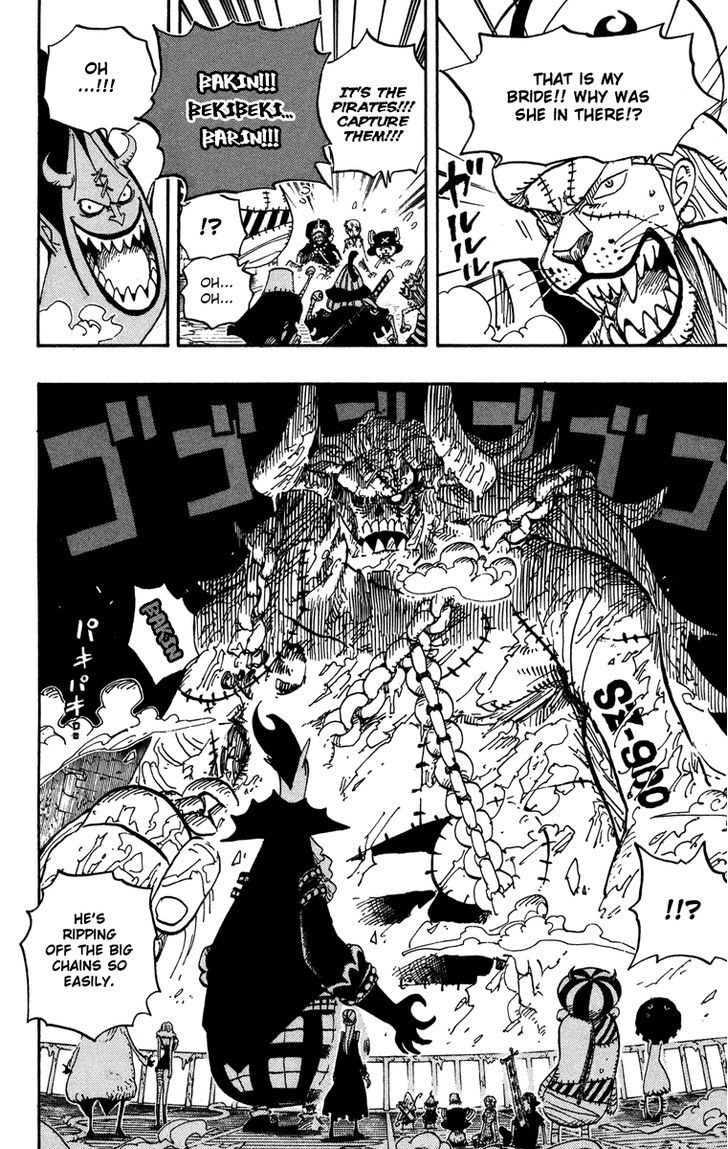 THAT IS MY
BRIDE!! WHY WAS
SHE IN THERE!?
ガルルル
IT'S THE
PIRATES!!!
CAPTURE
THEM!!!
BAKIN!!!
BEKIBEKI...
BARIN!!!
!?
OH...
OH...
OH
...!!!
ゴゴゴゴゴ
BAKIN
パキパキ..
SZ-900
!!?
HE'S
RIPPING
OFF THE BIG
CHAINS SO
EASILY.